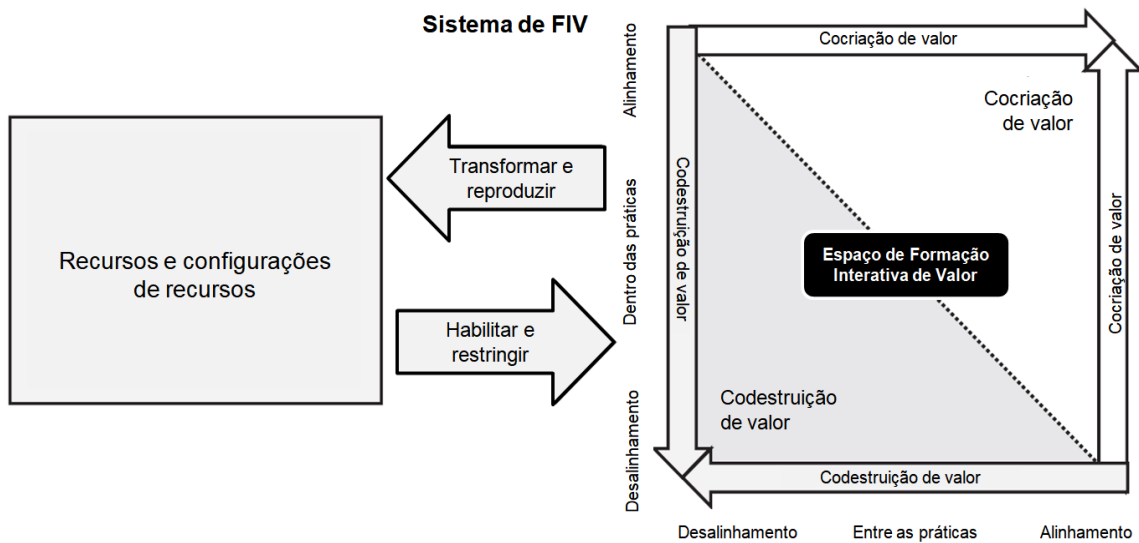 Sistema de FIV
Recursos e configurações
de recursos
Transformar e
reproduzir
Habilitar e
restringir
Alinhamento
Dentro das práticas
Desalinhamento
Cocriação de valor
Codestruição de valor
Cocriação
de valor
Espaço de Formação
Interativa de Valor
Cocriação de valor
Codestruição
de valor
Codestruição de valor
Desalinhamento
Entre as práticas
Alinhamento